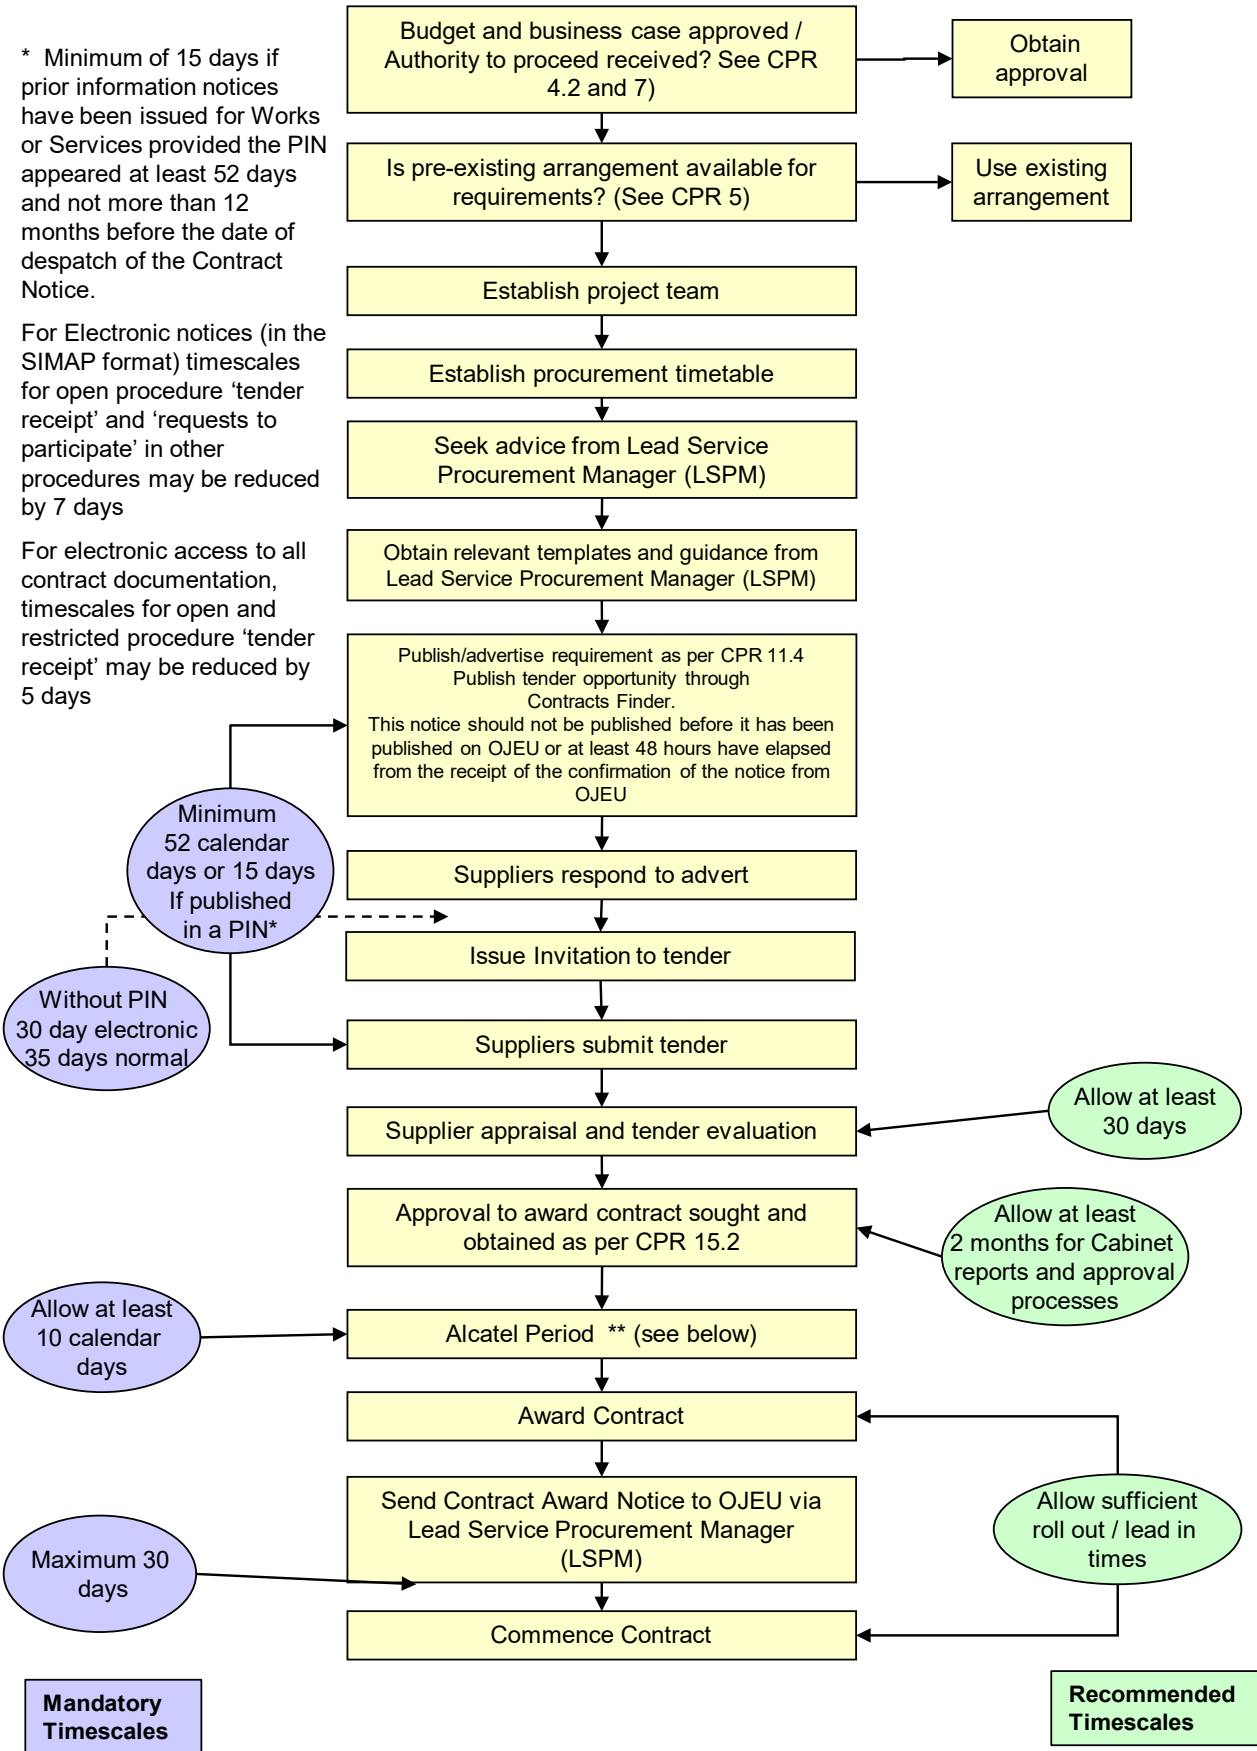 Budget and business case approved /
Authority to proceed received? See CPR
4.2 and 7)
Obtain
approval
* Minimum of 15 days if
prior information notices
have been issued for Works
or Services provided the PIN
appeared at least 52 days
and not more than 12
months before the date of
despatch of the Contract
Notice.
For Electronic notices (in the
SIMAP format) timescales
for open procedure ‘tender
receipt’ and ‘requests to
participate’ in other
procedures may be reduced
by 7 days
For electronic access to all
contract documentation,
timescales for open and
restricted procedure ‘tender
receipt’ may be reduced by
5 days
Is pre-existing arrangement available for
requirements? (See CPR 5)
Use existing
arrangement
Establish project team
Establish procurement timetable
Seek advice from Lead Service
Procurement Manager (LSPM)
Obtain relevant templates and guidance from
Lead Service Procurement Manager (LSPM)
Publish/advertise requirement as per CPR 11.4
Publish tender opportunity through
Contracts Finder.
This notice should not be published before it has been
published on OJEU or at least 48 hours have elapsed
from the receipt of the confirmation of the notice from
OJEU
Minimum
52 calendar
days or 15 days
If published
in a PIN*
Suppliers respond to advert
Issue Invitation to tender
Without PIN
30 day electronic
35 days normal
Suppliers submit tender
Supplier appraisal and tender evaluation
Allow at least
30 days
Approval to award contract sought and
obtained as per CPR 15.2
Allow at least
2 months for Cabinet
reports and approval
processes
Allow at least
10 calendar
days
Alcatel Period ** (see below)
Award Contract
Send Contract Award Notice to OJEU via
Lead Service Procurement Manager
(LSPM)
Allow sufficient
roll out / lead in
times
Maximum 30
days
Commence Contract
Mandatory
Timescales
Recommended
Timescales